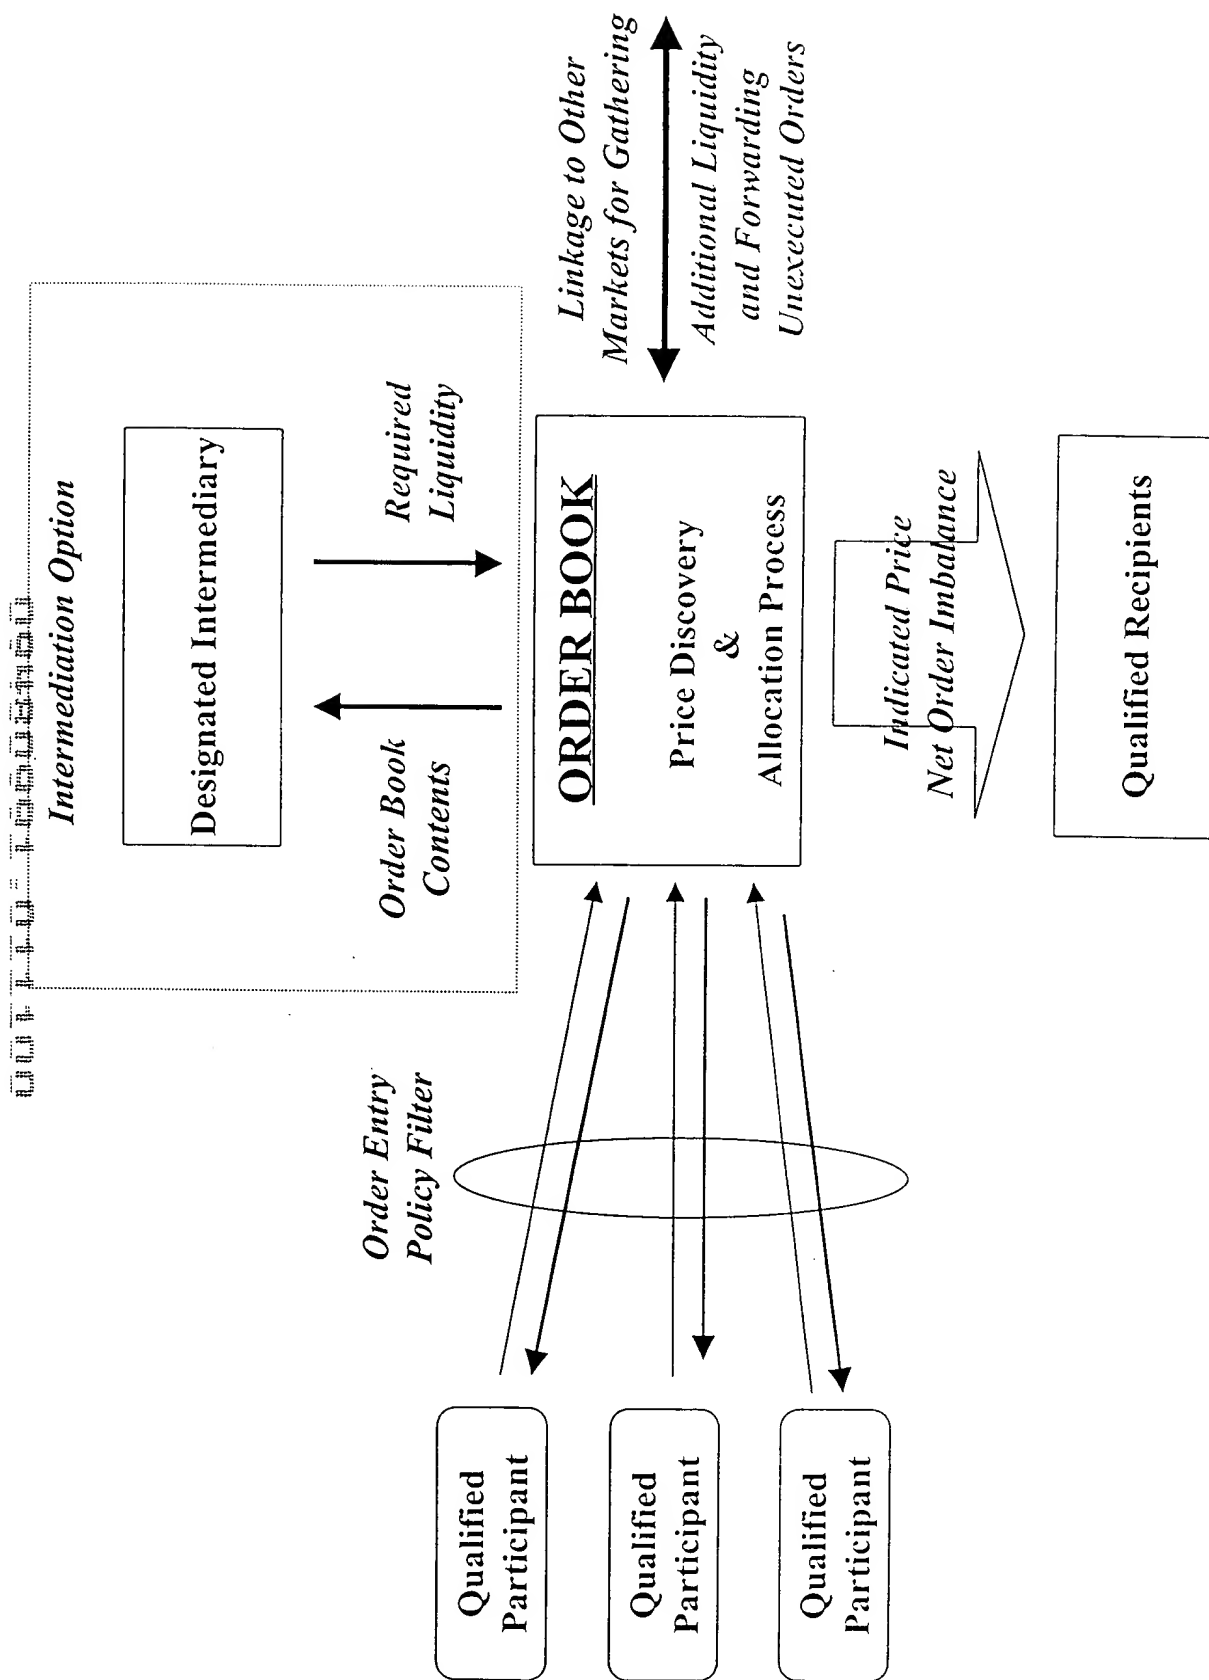 Intermediation Option
Designated Intermediary
Order Book
Contents
Required
Liquidity
Order Entry
Policy Filter
Qualified
Participant
Qualified
Participant
Qualified
Participant
ORDER BOOK
Price Discovery
&
Allocation Process
Linkage to Other
Markets for Gathering
Additional Liquidity
and Forwarding
Unexecuted Orders
Indicated Price
Net Order Imbalance
Qualified Recipients